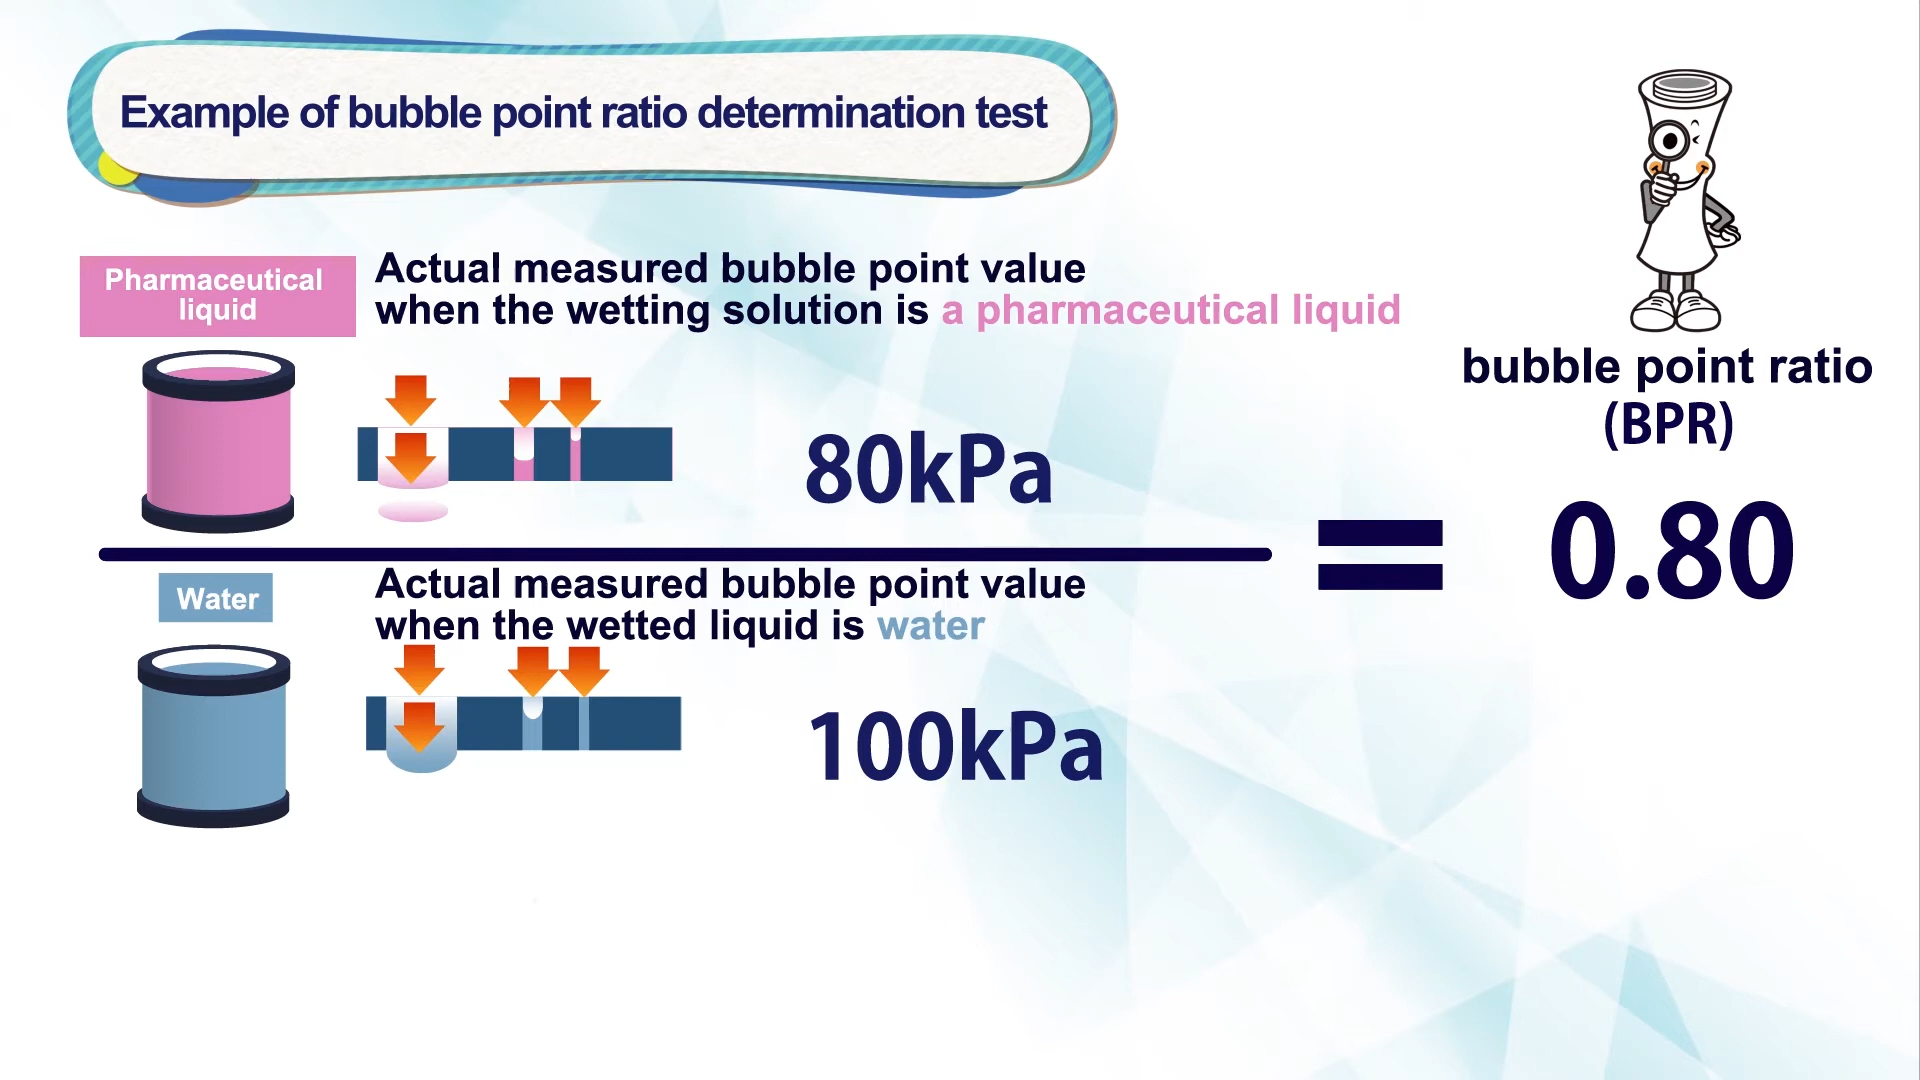 Example of bubble point ratio determination test
Pharmaceutical
liquid
Actual measured bubble point value
when the wetting solution is a pharmaceutical liquid
80kPa
Water
Actual measured bubble point value
when the wetted liquid is water
100kPa
=
bubble point ratio
(BPR)
0.80